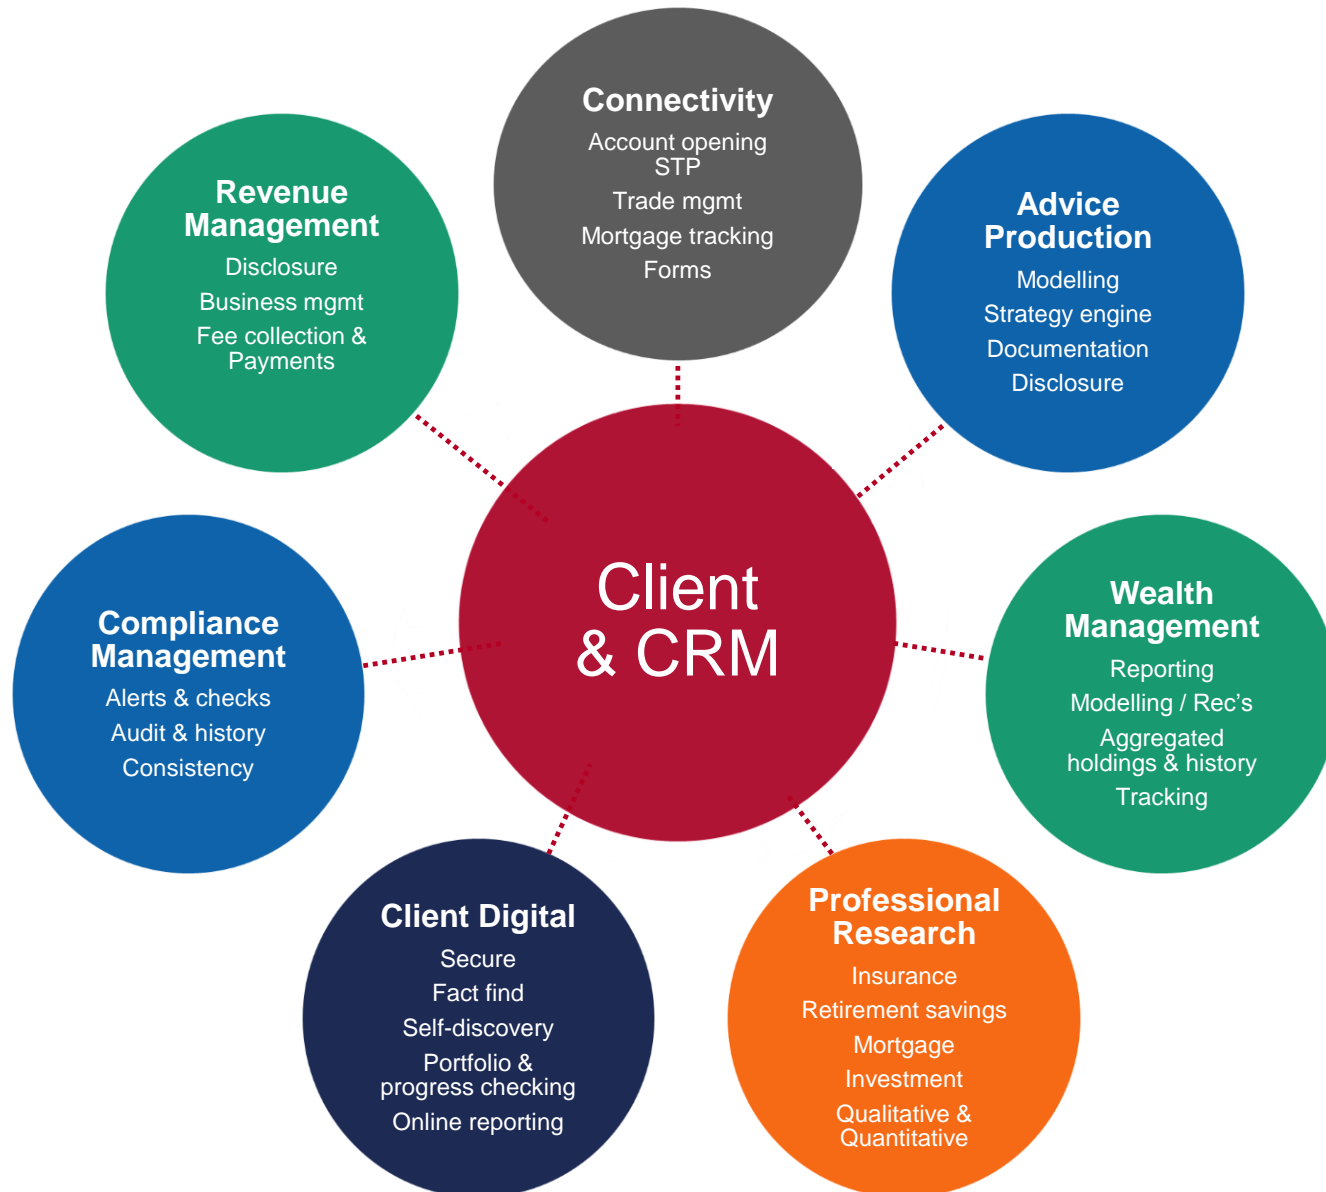 Connectivity
Account opening
STP
Trade mgmt
Mortgage tracking
Forms
Revenue
Management
Disclosure
Business mgmt
Fee collection &
Payments
Advice
Production
Modelling
Strategy engine
Documentation
Disclosure
Client
& CRM
Compliance
Management
Alerts & checks
Audit & history
Consistency
Wealth
Management
Reporting
Modelling / Rec's
Aggregated
holdings & history
Tracking
Client Digital
Secure
Fact find
Self-discovery
Portfolio &
progress checking
Online reporting
Professional
Research
Insurance
Retirement savings
Mortgage
Investment
Qualitative &
Quantitative